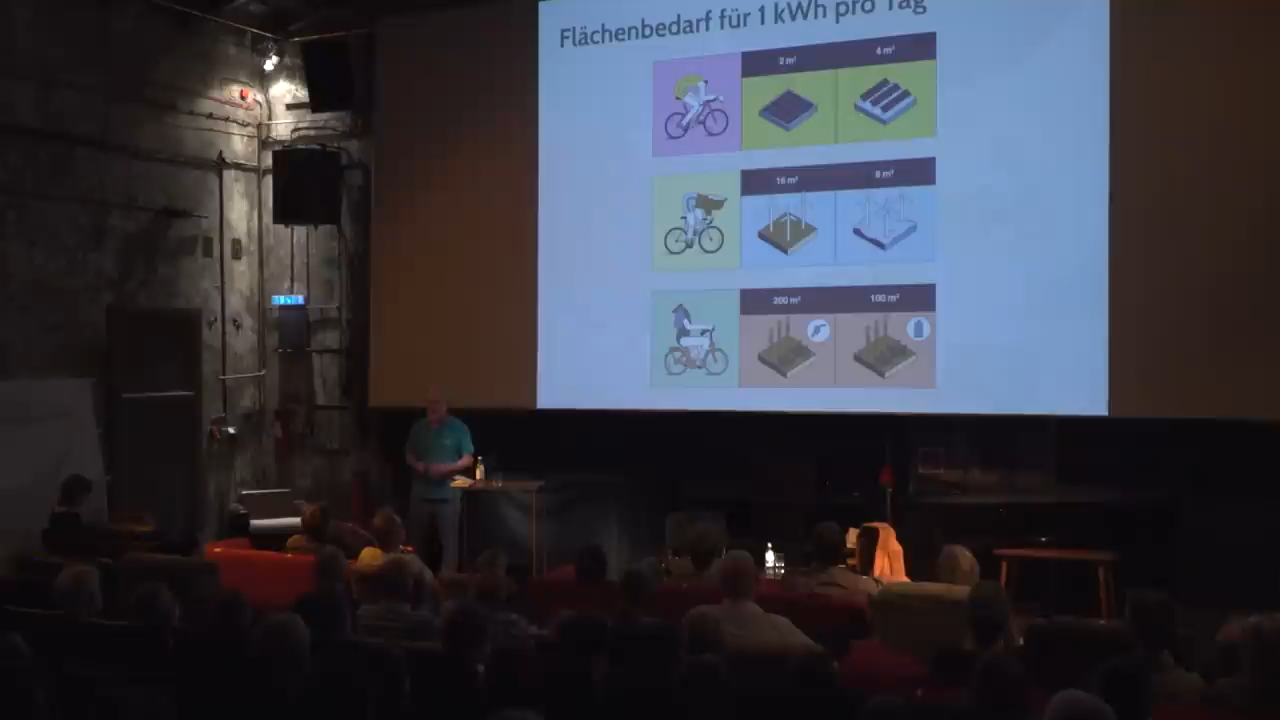 Flächenbedarf für 1 kWh pro Tag
2 m² 4 m²
16 m² 8 m²
200 m² 100 m²